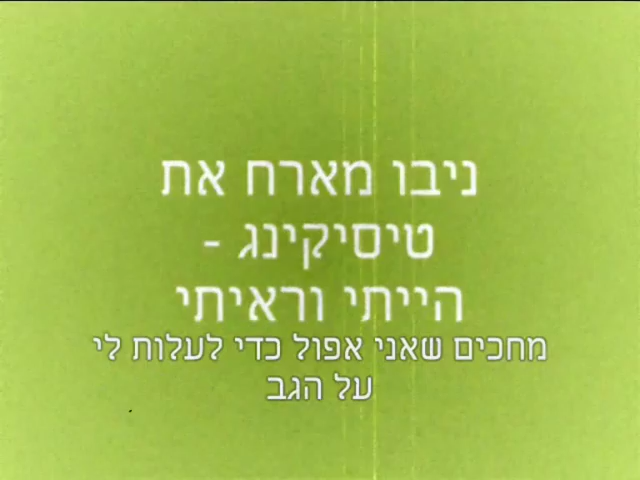 ניבו מארח את
טיסיקינג -
הייתי וראיתי
מחכים שאני אפול כדי לעלות לי
על הגב